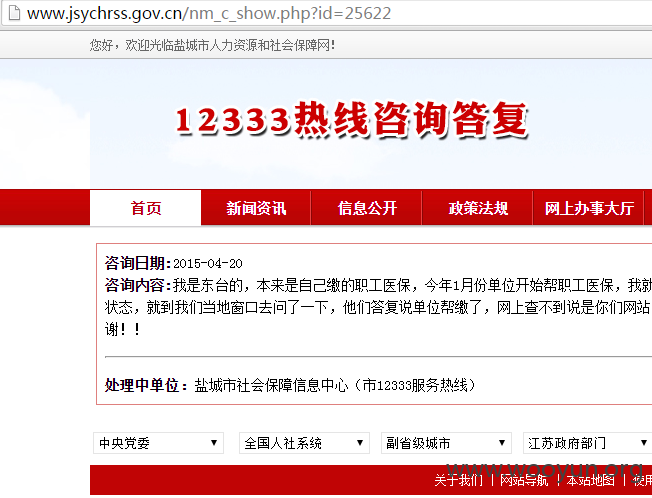 www.jsychrss.gov.cn/nm_c_show.php?id=25622
您好，欢迎光临盐城市人力资源和社会保障网！
12333热线咨询答复
首页 新闻资讯 信息公开 政策法规 网上办事大厅
咨询日期:2015-04-20
咨询内容:我是东台的，本来是自己缴的职工医保，今年1月份单位开始帮职工医保，我就
状态，就到我们当地窗口去问了一下，他们答复说单位帮缴了，网上查不到说是你们网站
谢！！
处理中单位：盐城市社会保障信息中心（市12333服务热线）
中央党委 全国人社系统 副省级城市 江苏政府部门
www.wooyun.org
关于我们 | 网站导航 | 本站地图 | 使用